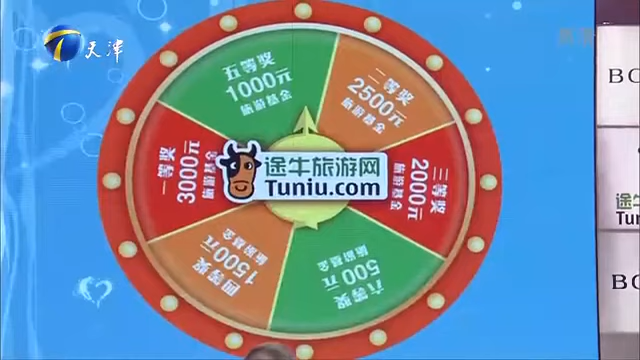 天津
五等奖
1000元
旅游基金
二等奖
2500元
旅游基金
一等奖
3000元
旅游基金
途牛旅游网
Tuniu.com
三等奖
2000元
旅游基金
四等奖
1500元
旅游基金
六等奖
500元
旅游基金
BO
途牛
Tun
BO